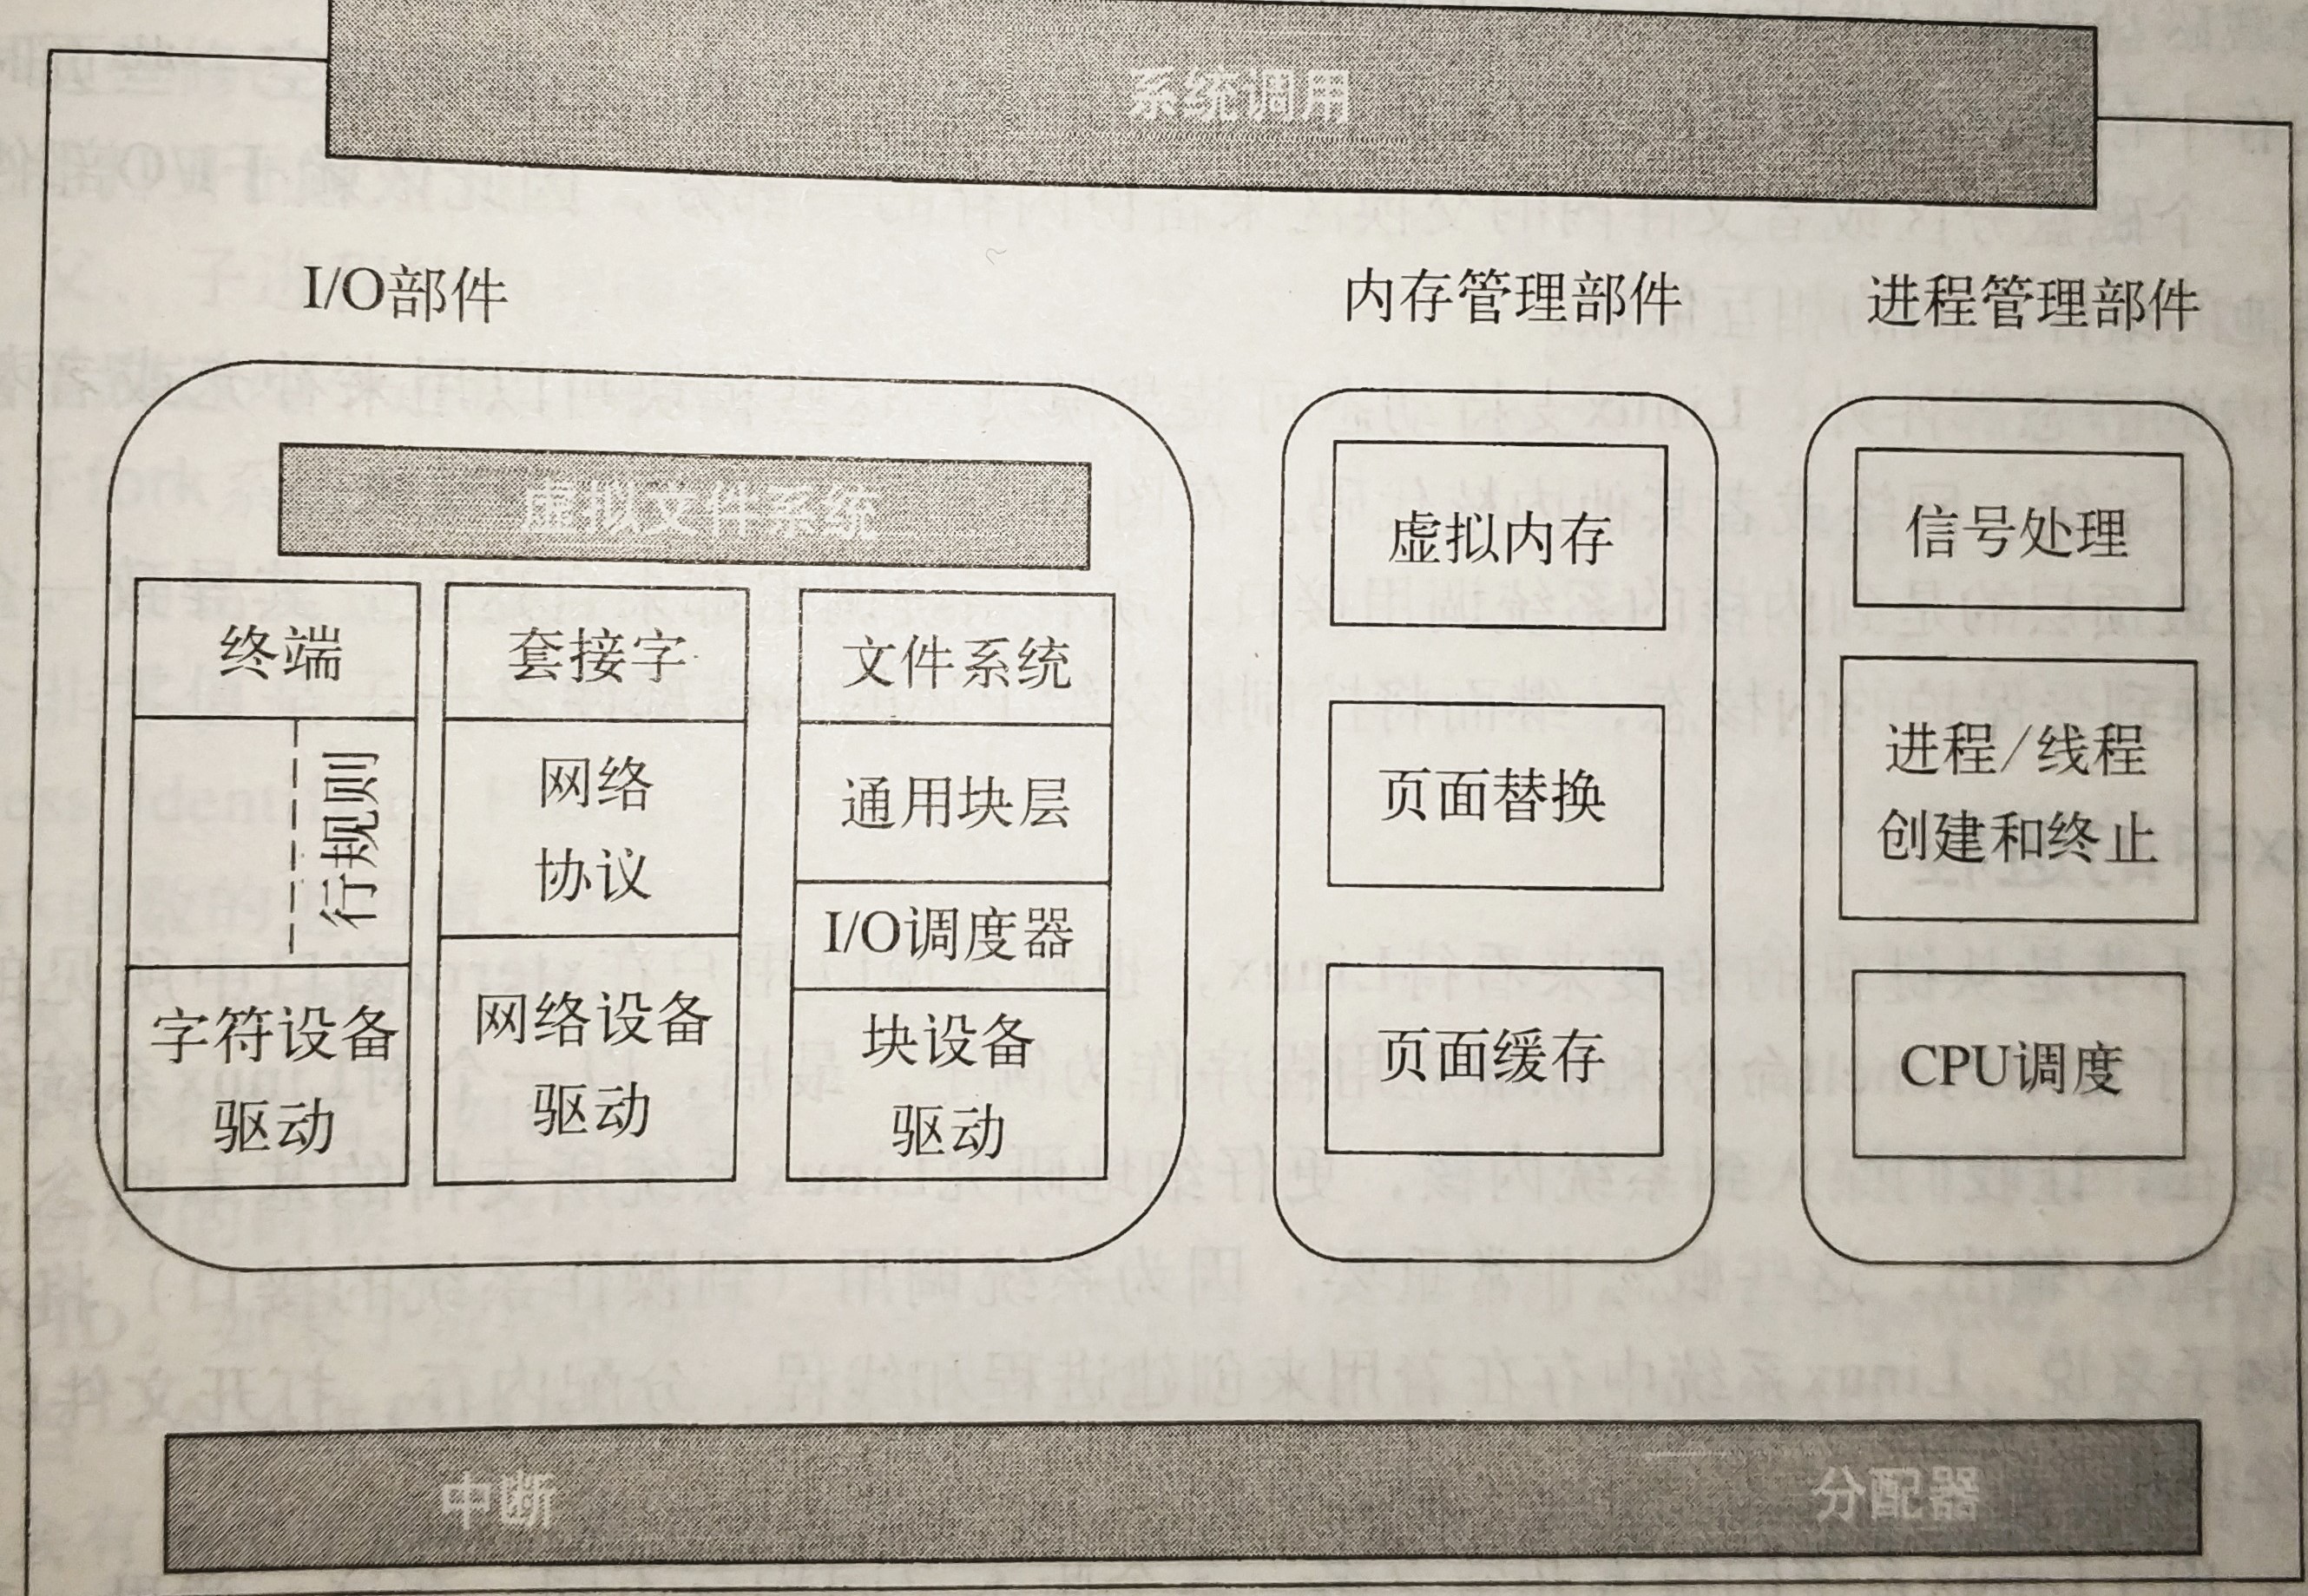 系统调用
I/O部件
内存管理部件
进程管理部件
虚拟文件系统
终端
行规则
字符设备
驱动
套接字
网络
协议
网络设备
驱动
文件系统
通用块层
I/O调度器
块设备
驱动
虚拟内存
页面替换
页面缓存
信号处理
进程/线程
创建和终止
CPU调度
中断
分配器